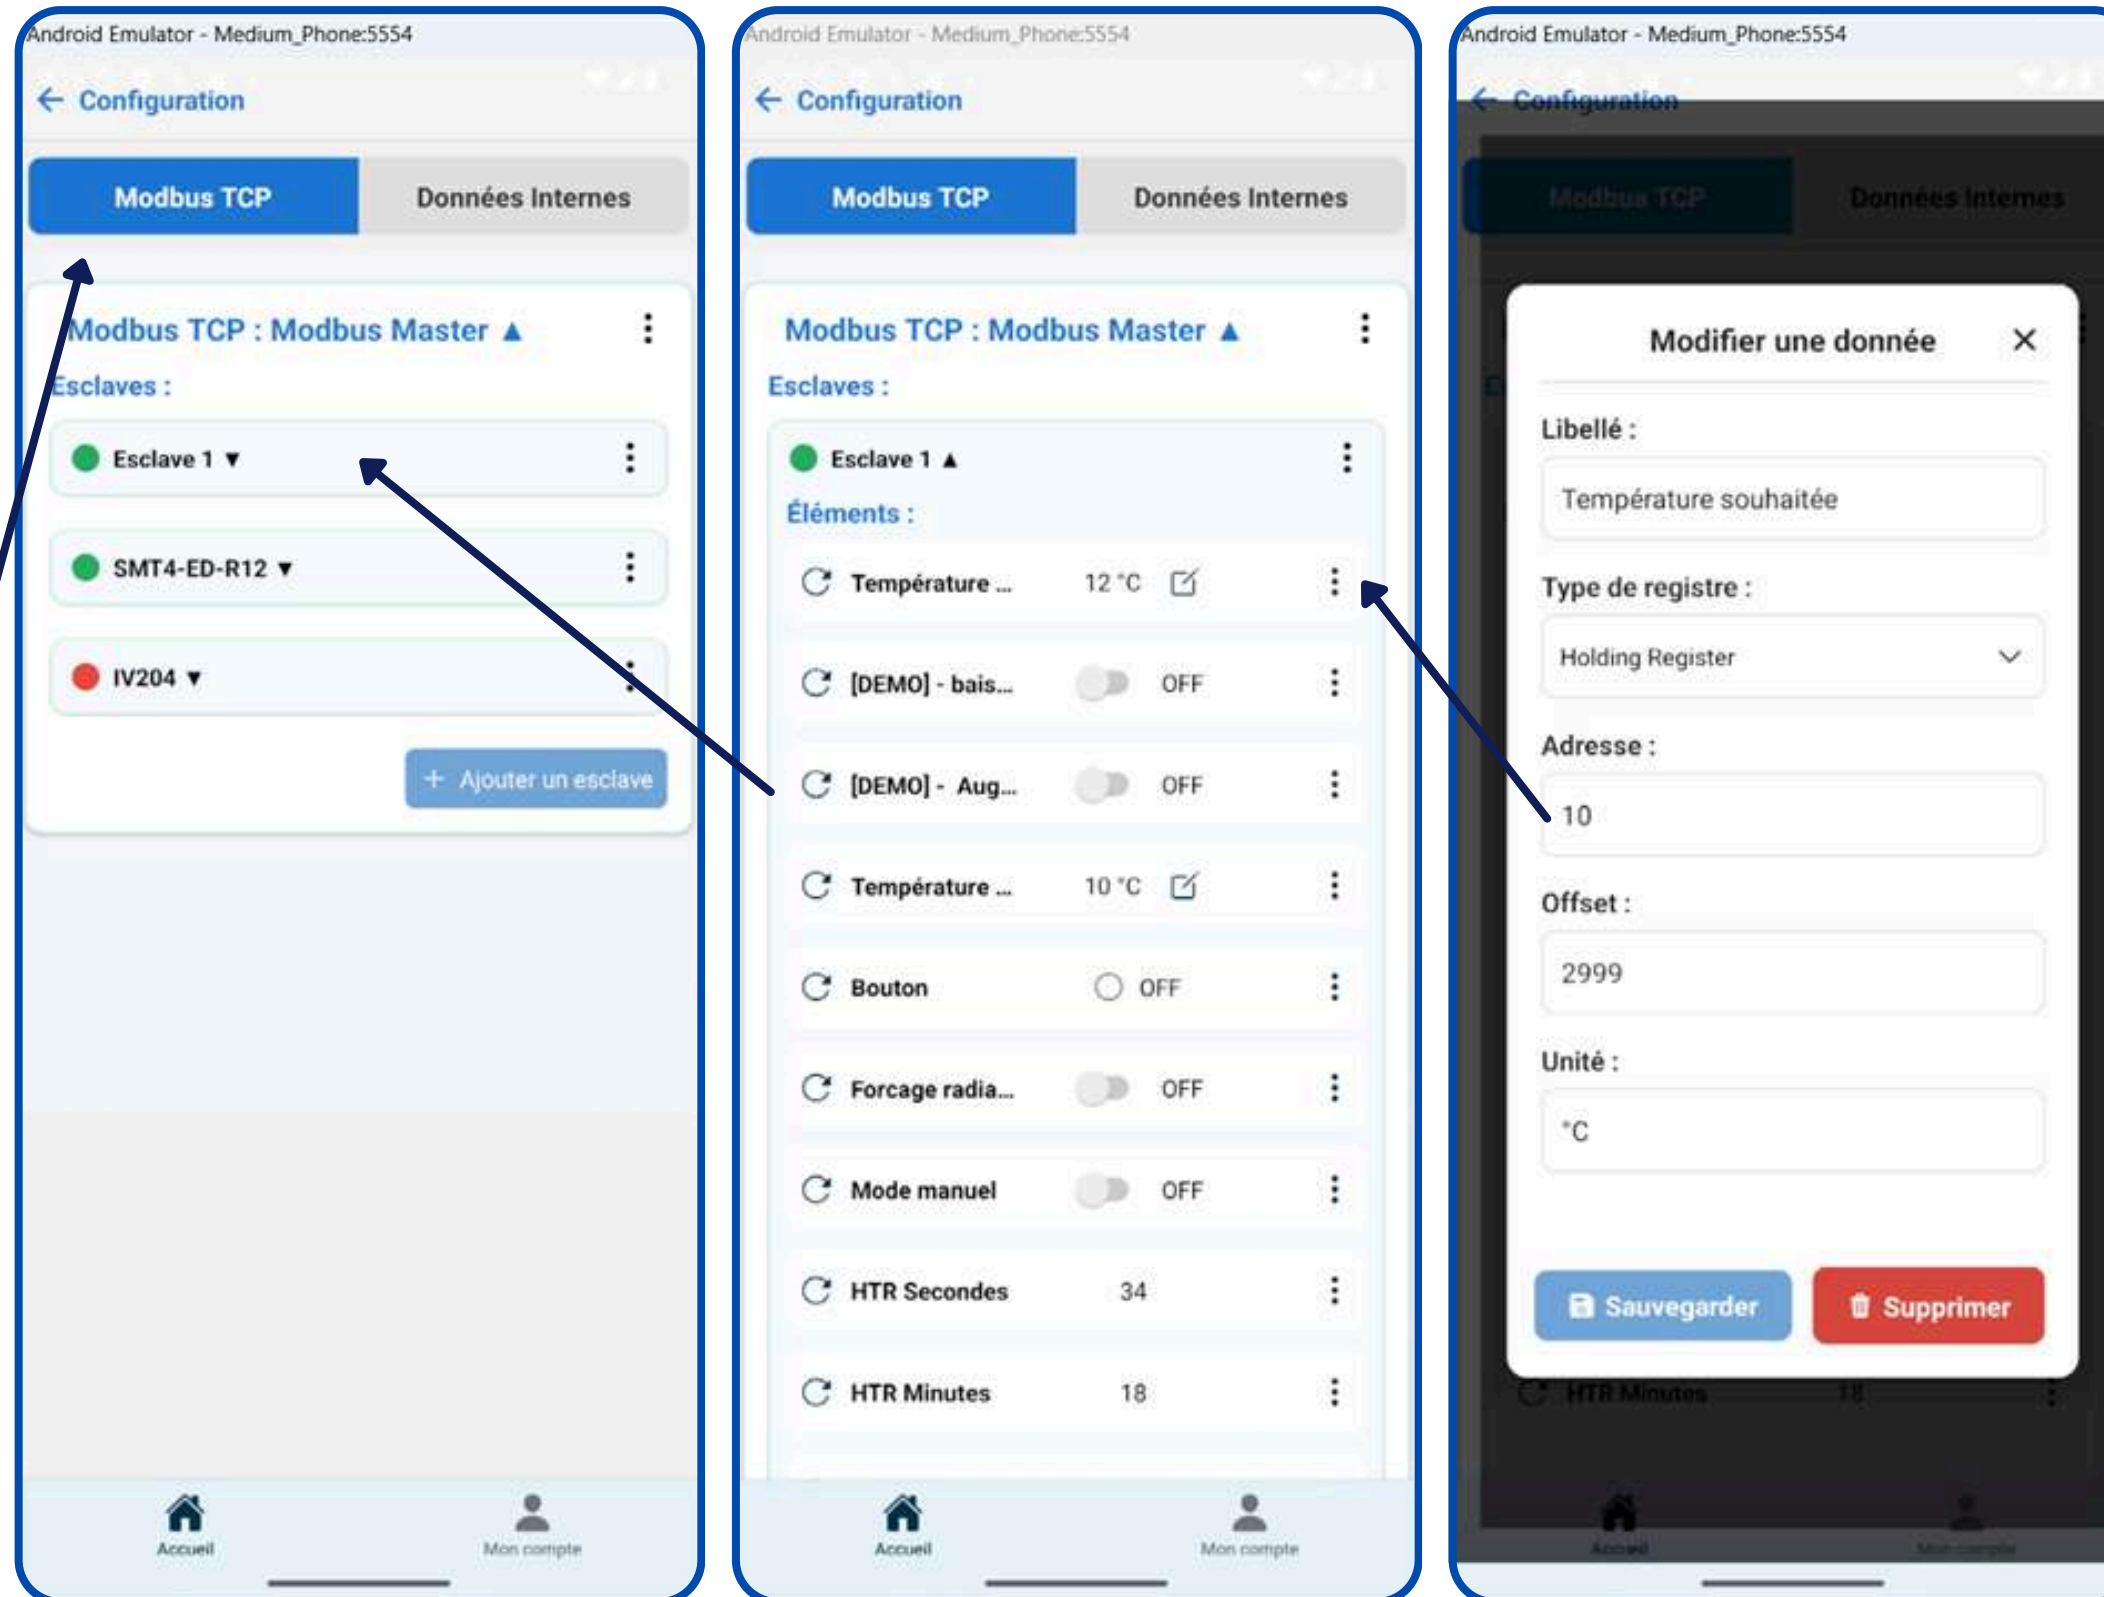 Android Emulator - Medium_Phone:5554
← Configuration
Modbus TCP
Données Internes
Modbus TCP : Modbus Master ▲
Esclaves :
Esclave 1 ▼
SMT4-ED-R12 ▼
IV204 ▼
+ Ajouter un esclave
Accueil
Mon compte
Android Emulator - Medium_Phone:5554
← Configuration
Modbus TCP
Données Internes
Modbus TCP : Modbus Master ▲
Esclaves :
Esclave 1 ▲
Éléments :
Température ... 12 °C
[DEMO] - bais... OFF
[DEMO] - Aug... OFF
Température ... 10 °C
Bouton OFF
Forcage radia... OFF
Mode manuel OFF
HTR Secondes 34
HTR Minutes 18
Accueil
Mon compte
Android Emulator - Medium_Phone:5554
← Configuration
Modbus TCP
Données Internes
Modifier une donnée ×
Libellé :
Température souhaitée
Type de registre :
Holding Register
Adresse :
10
Offset :
2999
Unité :
°C
Sauvegarder
Supprimer
HTR Minutes 18
Accueil
Mon compte